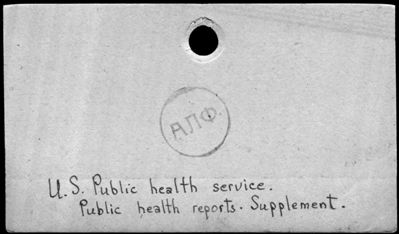 АПФ.
U.S. Public health service.
Public health reports. Supplement.